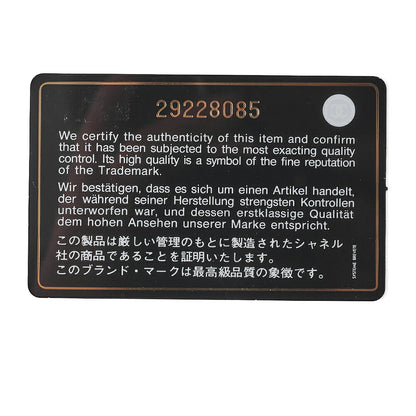 29228085
We certify the authenticity of this item and confirm
that it has been subjected to the most exacting quality
control. Its high quality is a symbol of the fine reputation
of the Trademark.
Wir bestätigen, dass es sich um einen Artikel handelt,
der während seiner Herstellung strengsten Kontrollen
unterworfen war, und dessen erstklassige Qualität
dem hohen Ansehen unserer Marke entspricht.
この製品は厳しい管理のもとに製造されたシャネル
社の商品であることを証明いたします。
このブランド・マークは最高級品質の象徴です。